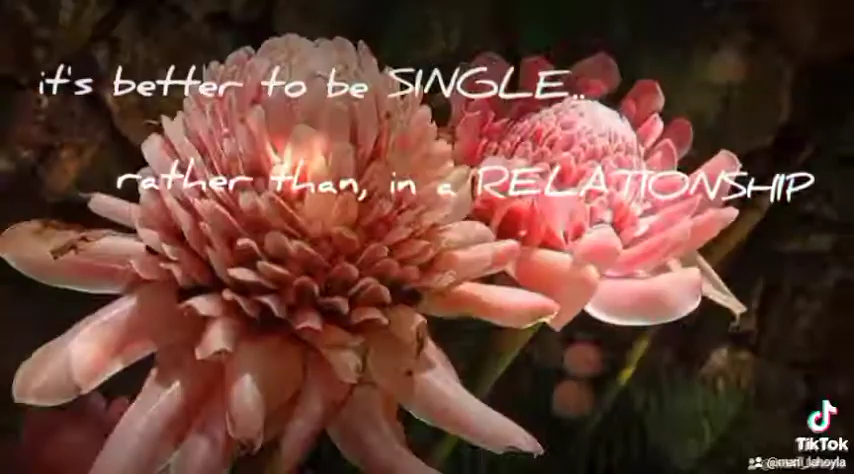 it's better to be SINGLE..
rather than, in a RELATIONSHIP
TikTok